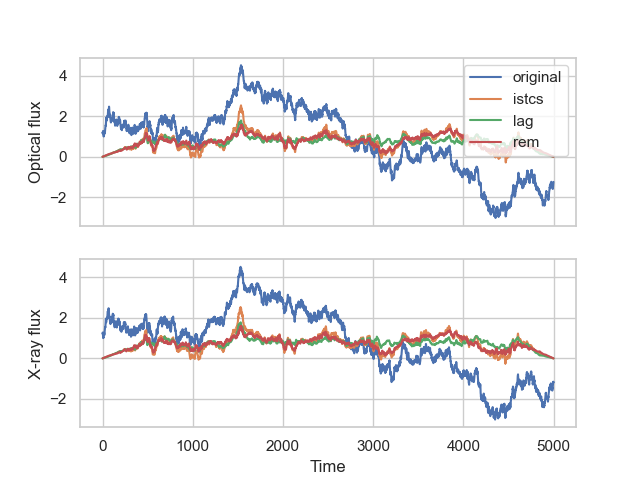 Optical flux
4
2
0
−2
original
istcs
lag
rem
X-ray flux
4
2
0
−2
0 1000 2000 3000 4000 5000
Time